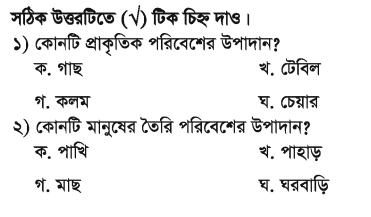 সঠিক উত্তরটিতে (√) টিক চিহ্ন দাও।
১) কোনটি প্রাকৃতিক পরিবেশের উপাদান?
ক. গাছ খ. টেবিল
গ. কলম ঘ. চেয়ার
২) কোনটি মানুষের তৈরি পরিবেশের উপাদান?
ক. পাখি খ. পাহাড়
গ. মাছ ঘ. ঘরবাড়ি